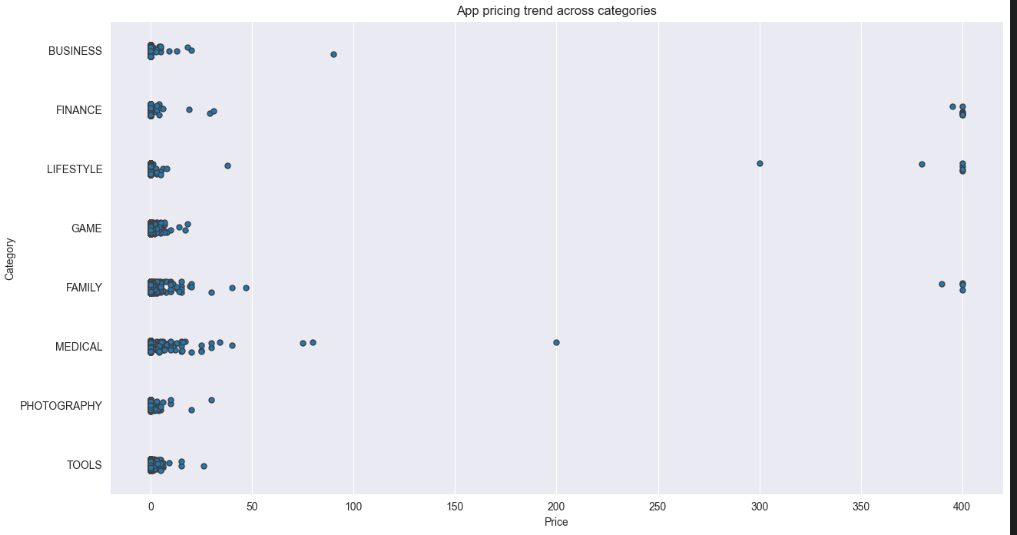 App pricing trend across categories
Category
BUSINESS
FINANCE
LIFESTYLE
GAME
FAMILY
MEDICAL
PHOTOGRAPHY
TOOLS
0 50 100 150 200 250 300 350 400
Price